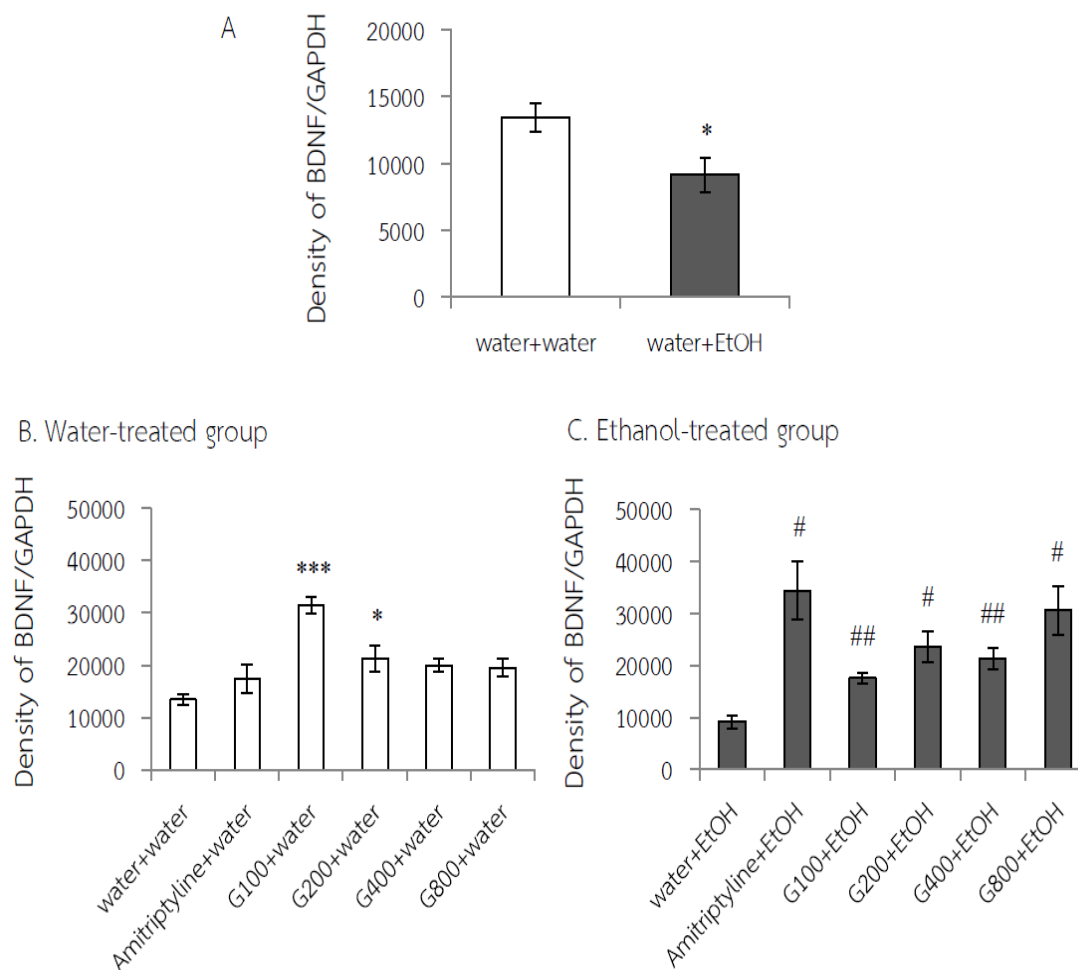 A
Density of BDNF/GAPDH
20000
15000
10000
5000
0
*
water+water
water+EtOH
B. Water-treated group
Density of BDNF/GAPDH
50000
40000
30000
20000
10000
0
***
*
water+water
Amitriptyline+water
G100+water
G200+water
G400+water
G800+water
C. Ethanol-treated group
Density of BDNF/GAPDH
50000
40000
30000
20000
10000
0
#
##
#
##
#
water+EtOH
Amitriptyline+EtOH
G100+EtOH
G200+EtOH
G400+EtOH
G800+EtOH